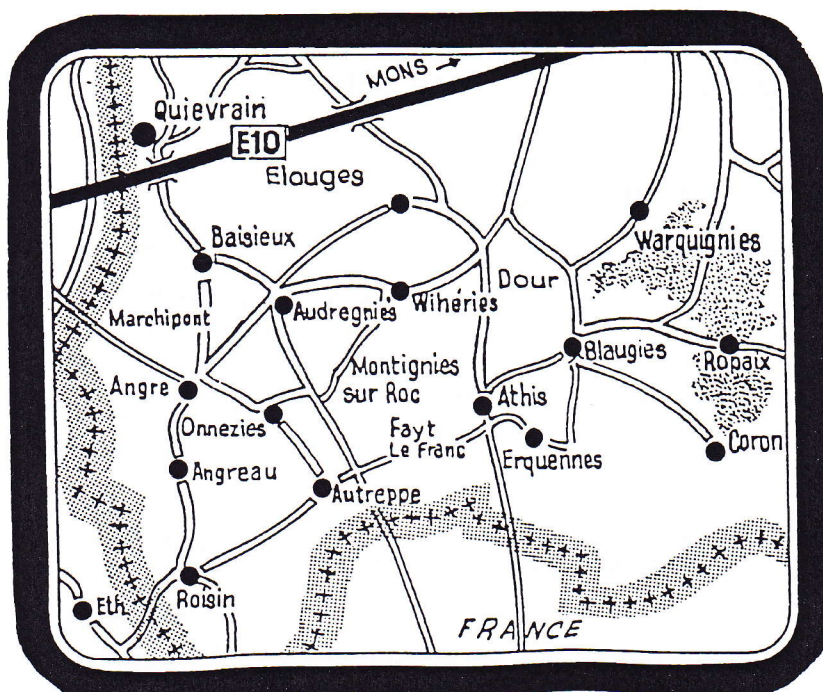 MONS →
Quievrain
E10
Elouges
Baisieux
Warquignies
Dour
Marchipont
Audregnies
Wihéries
Montignies
sur Roc
Blaugies
Ropaix
Angre
Onnezies
Athis
Fayt
Le Franc
Erquennes
Coron
Angreau
Autreppe
Eth
Roisin
FRANCE